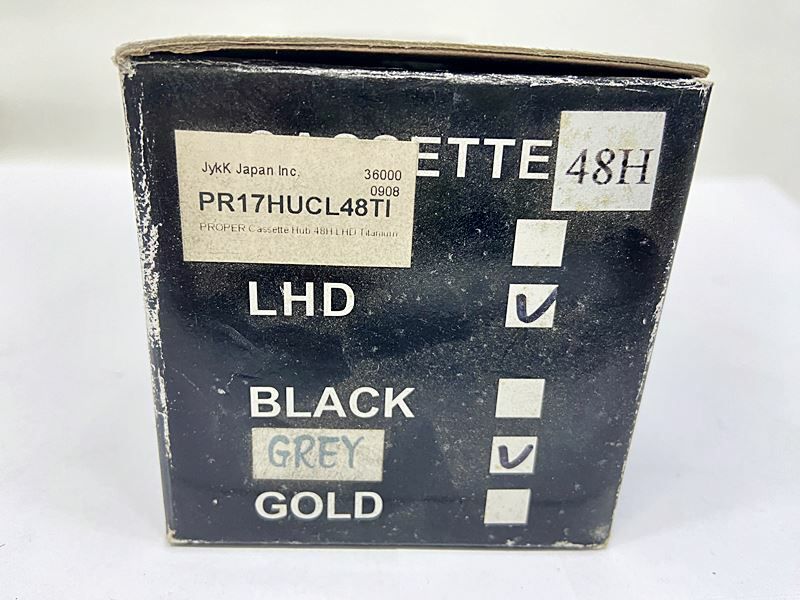 CASSETTE 48H
JykK Japan Inc. 36000
0908
PR17HUCL48TI
PROPER Cassette Hub 48H LHD Titanium
LHD
BLACK
GREY
GOLD